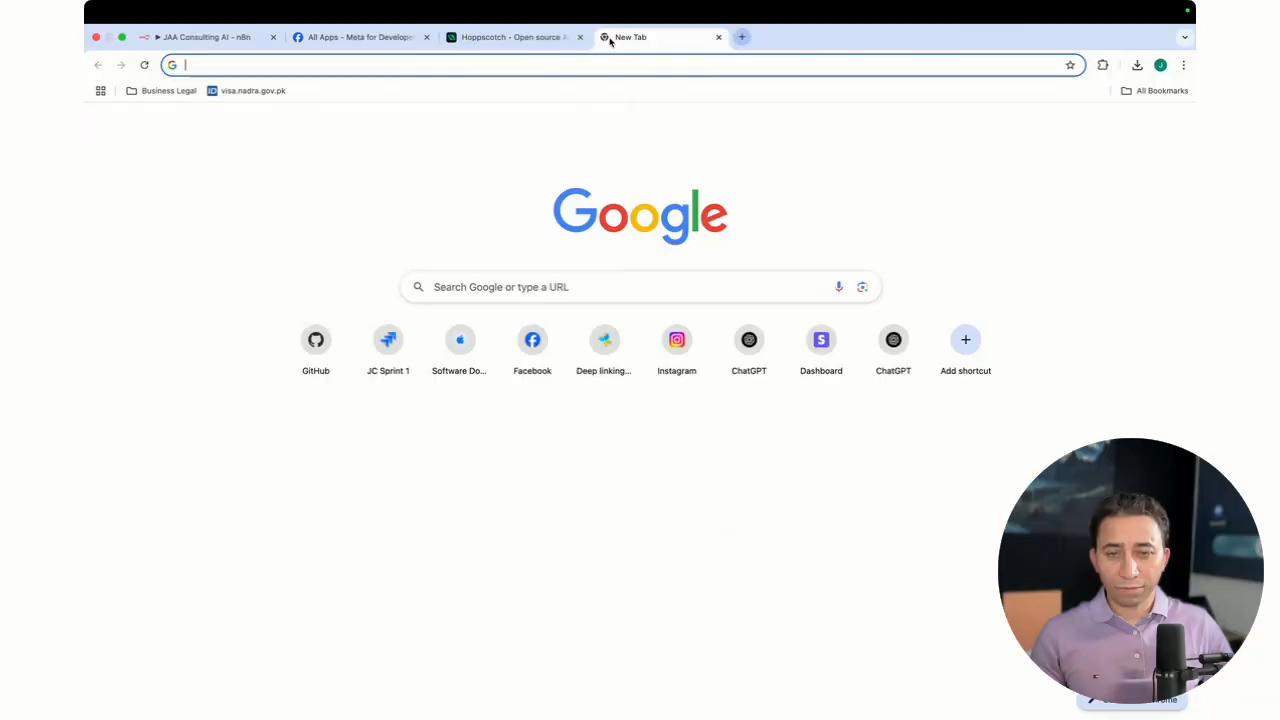 JAA Consulting AI - n8n
All Apps - Meta for Develope
Hoppscotch - Open source A
New Tab
Business Legal
visa.nadra.gov.pk
All Bookmarks
Google
Search Google or type a URL
GitHub
JC Sprint 1
Software Do...
Facebook
Deep linking...
Instagram
ChatGPT
Dashboard
ChatGPT
Add shortcut